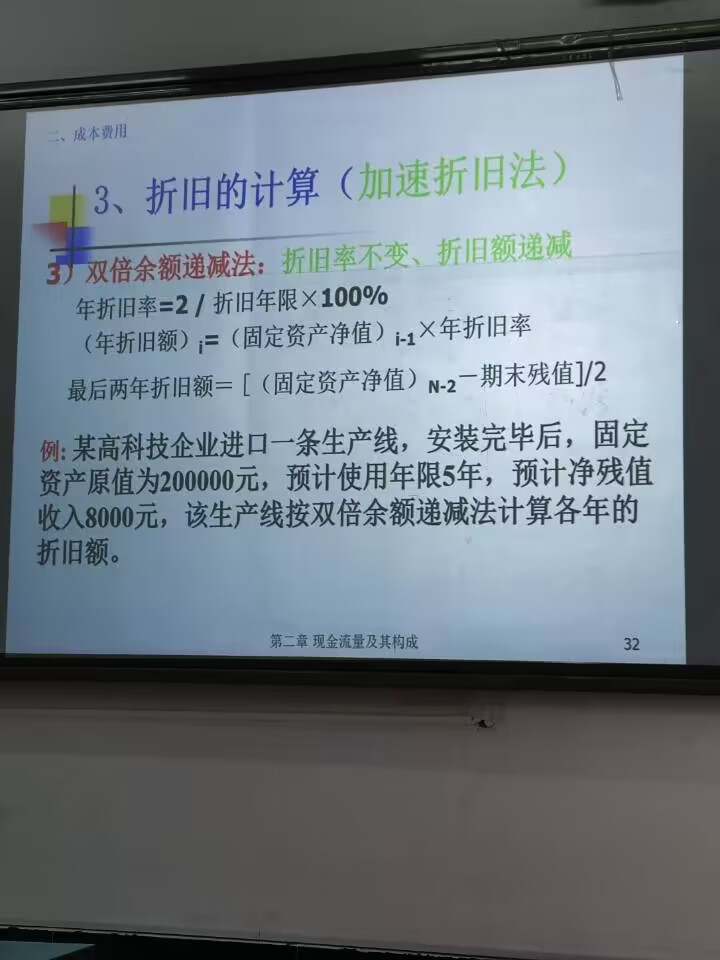 二、成本费用
3、折旧的计算（加速折旧法）
3）双倍余额递减法：折旧率不变、折旧额递减
年折旧率=2 / 折旧年限×100%
（年折旧额）i=（固定资产净值）i-1×年折旧率
最后两年折旧额＝［（固定资产净值）N-2－期末残值]/2
例: 某高科技企业进口一条生产线，安装完毕后，固定
资产原值为200000元，预计使用年限5年，预计净残值
收入8000元，该生产线按双倍余额递减法计算各年的
折旧额。
第二章 现金流量及其构成
32